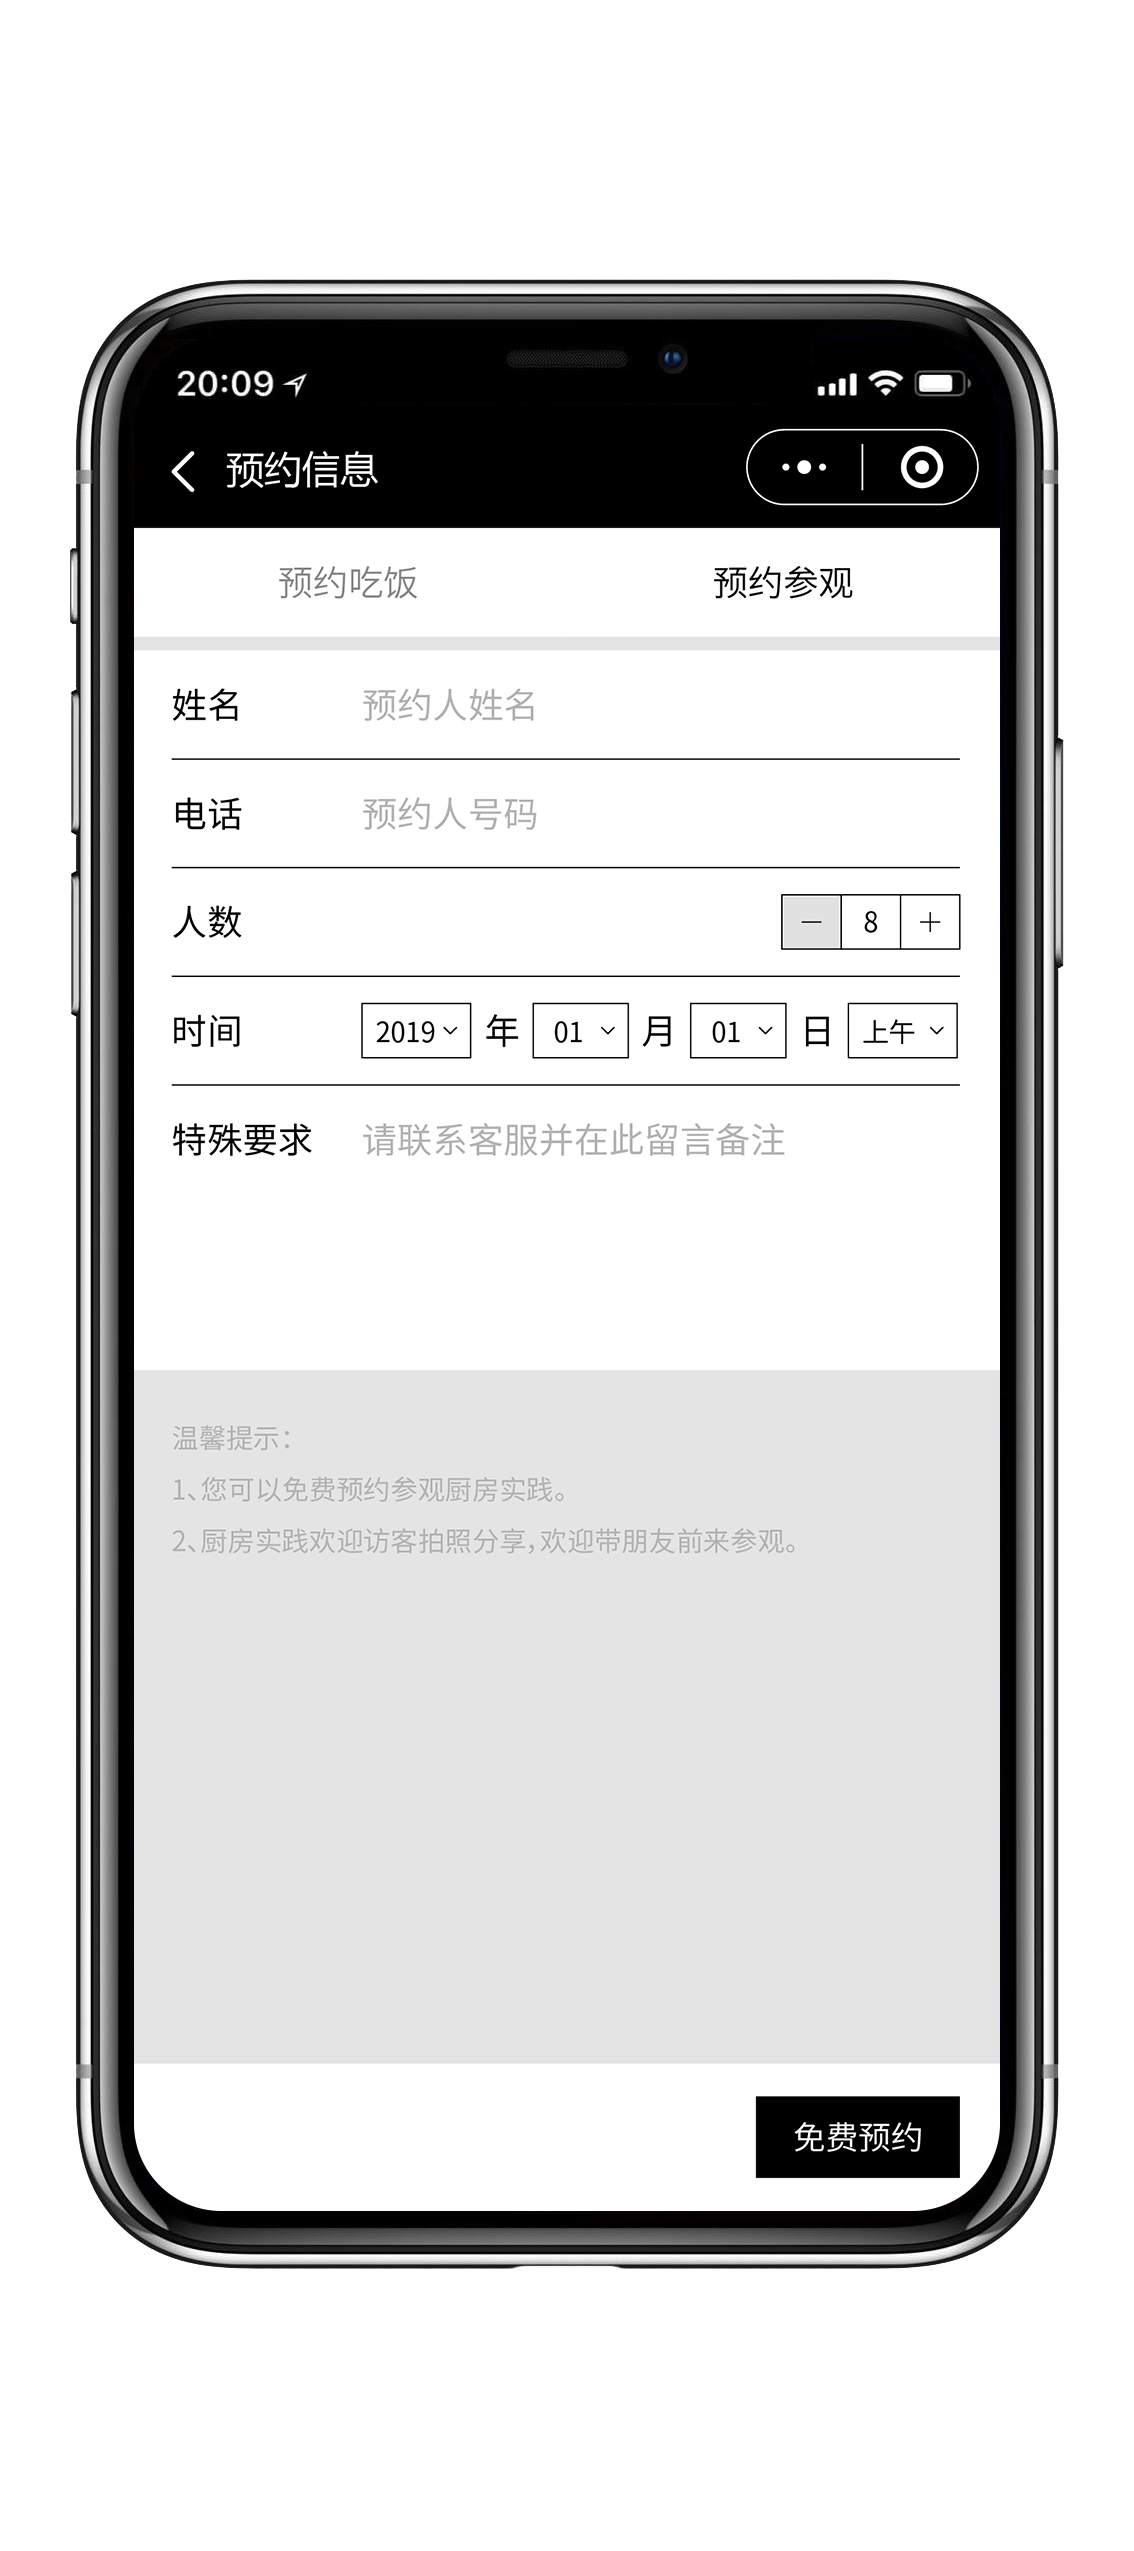 20:09
预约信息
预约吃饭 预约参观
姓名 预约人姓名
电话 预约人号码
人数 － 8 ＋
时间 2019 年 01 月 01 日 上午
特殊要求 请联系客服并在此留言备注
温馨提示：
1、您可以免费预约参观厨房实践。
2、厨房实践欢迎访客拍照分享，欢迎带朋友前来参观。
免费预约